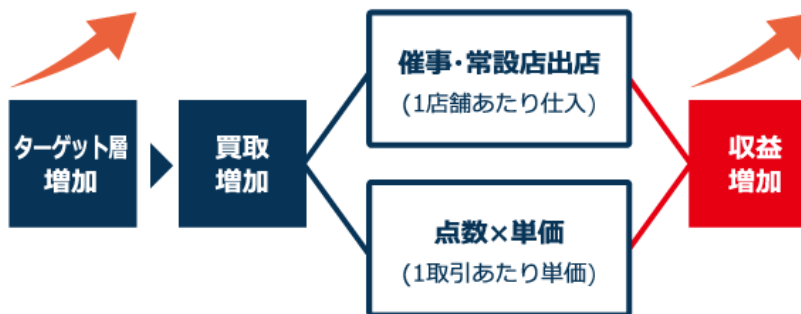 ターゲット層
増加
買取
増加
催事・常設店出店
(1店舗あたり仕入)
点数×単価
(1取引あたり単価)
収益
増加